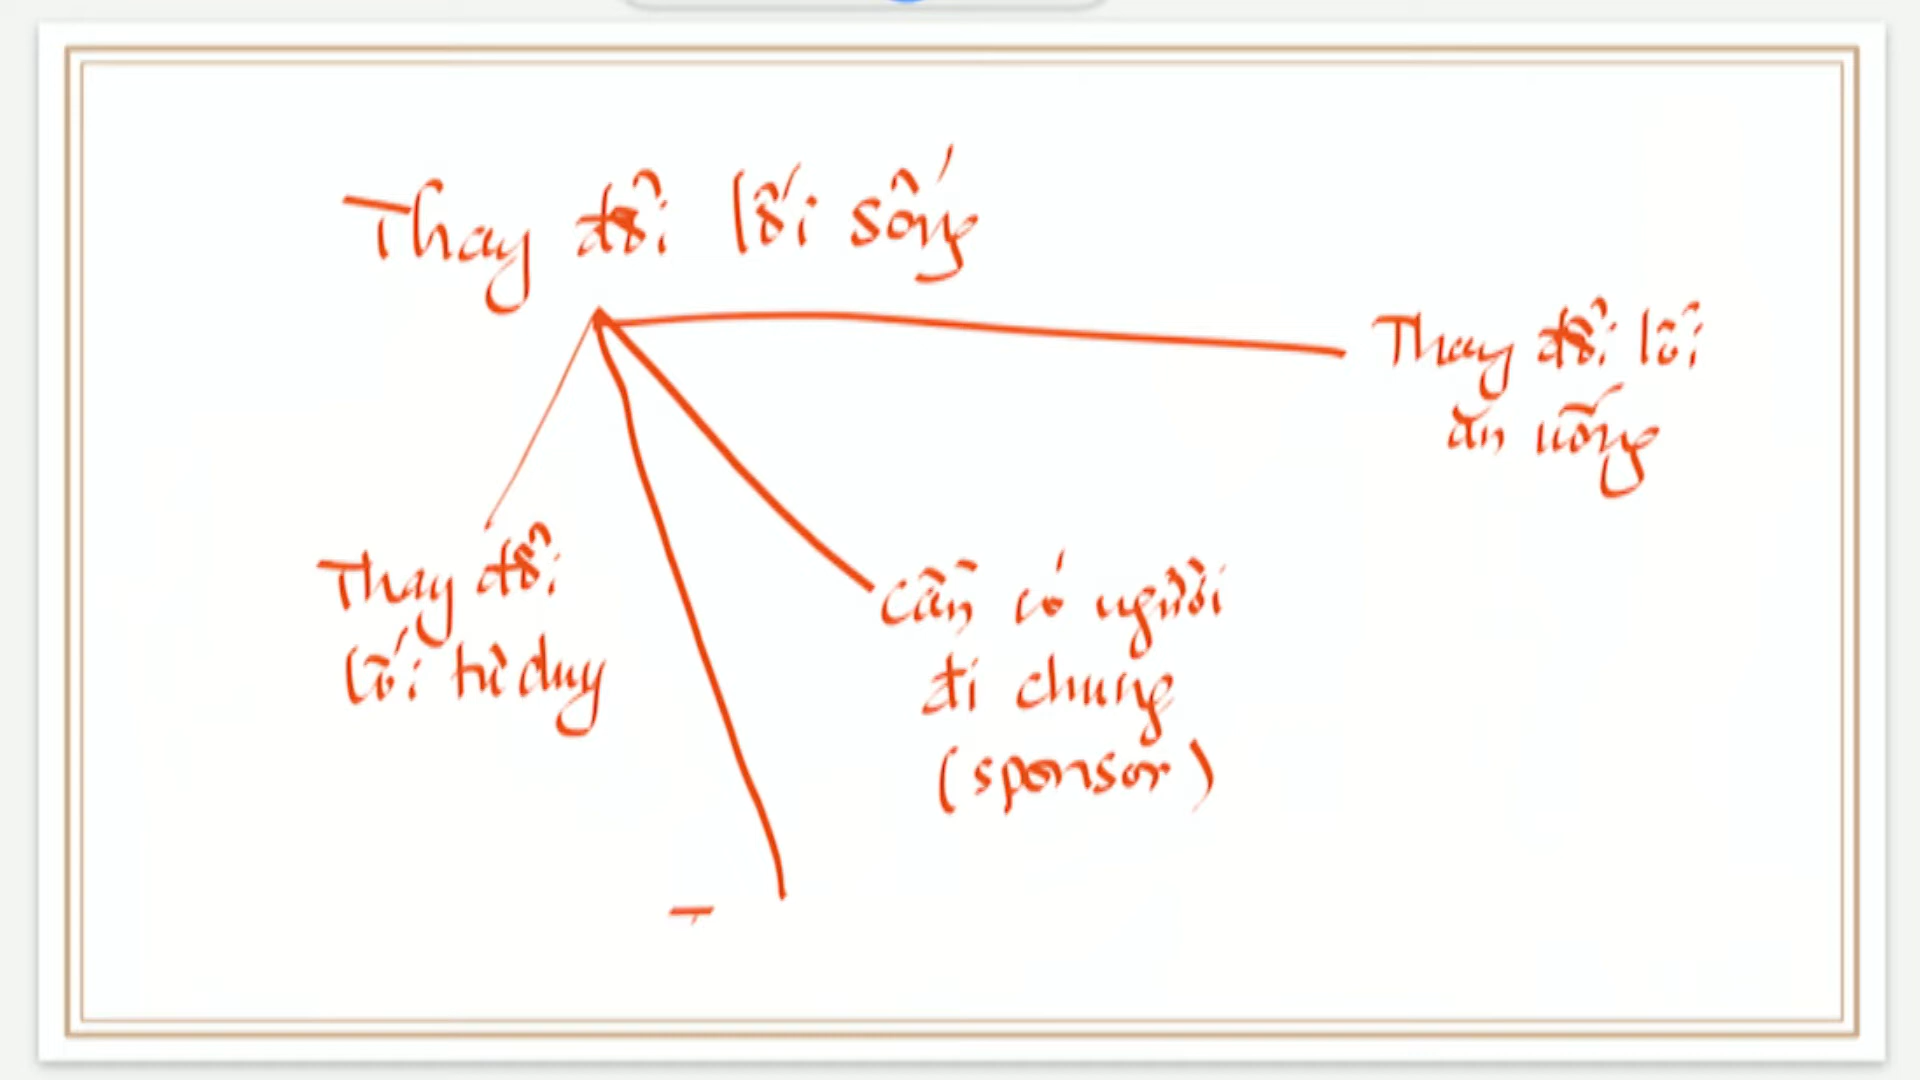 Thay đổi lối sống
Thay đổi lối
ăn uống
Thay đổi
lối tư duy
Cần có người
đi chung
(sponsor)